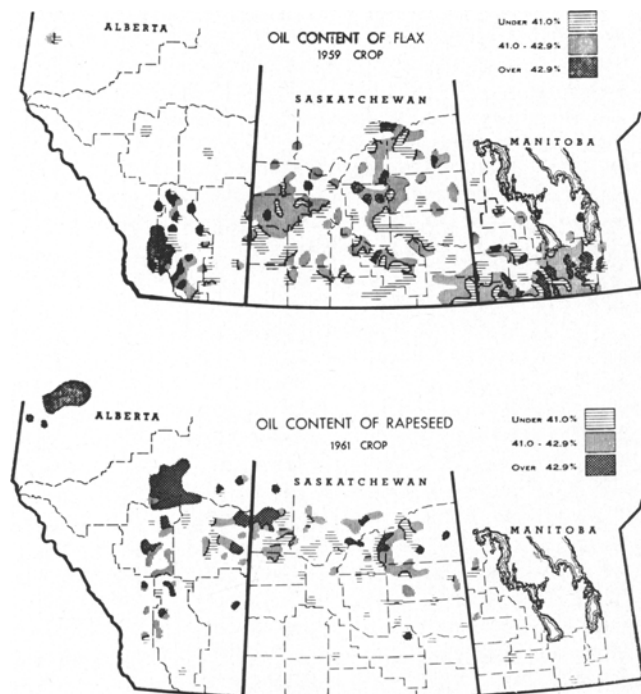 ALBERTA
OIL CONTENT OF FLAX
1959 CROP
UNDER 41.0%
41.0 - 42.9%
OVER 42.9%
SASKATCHEWAN
MANITOBA
ALBERTA
OIL CONTENT OF RAPESEED
1961 CROP
UNDER 41.0%
41.0 - 42.9%
OVER 42.9%
SASKATCHEWAN
MANITOBA